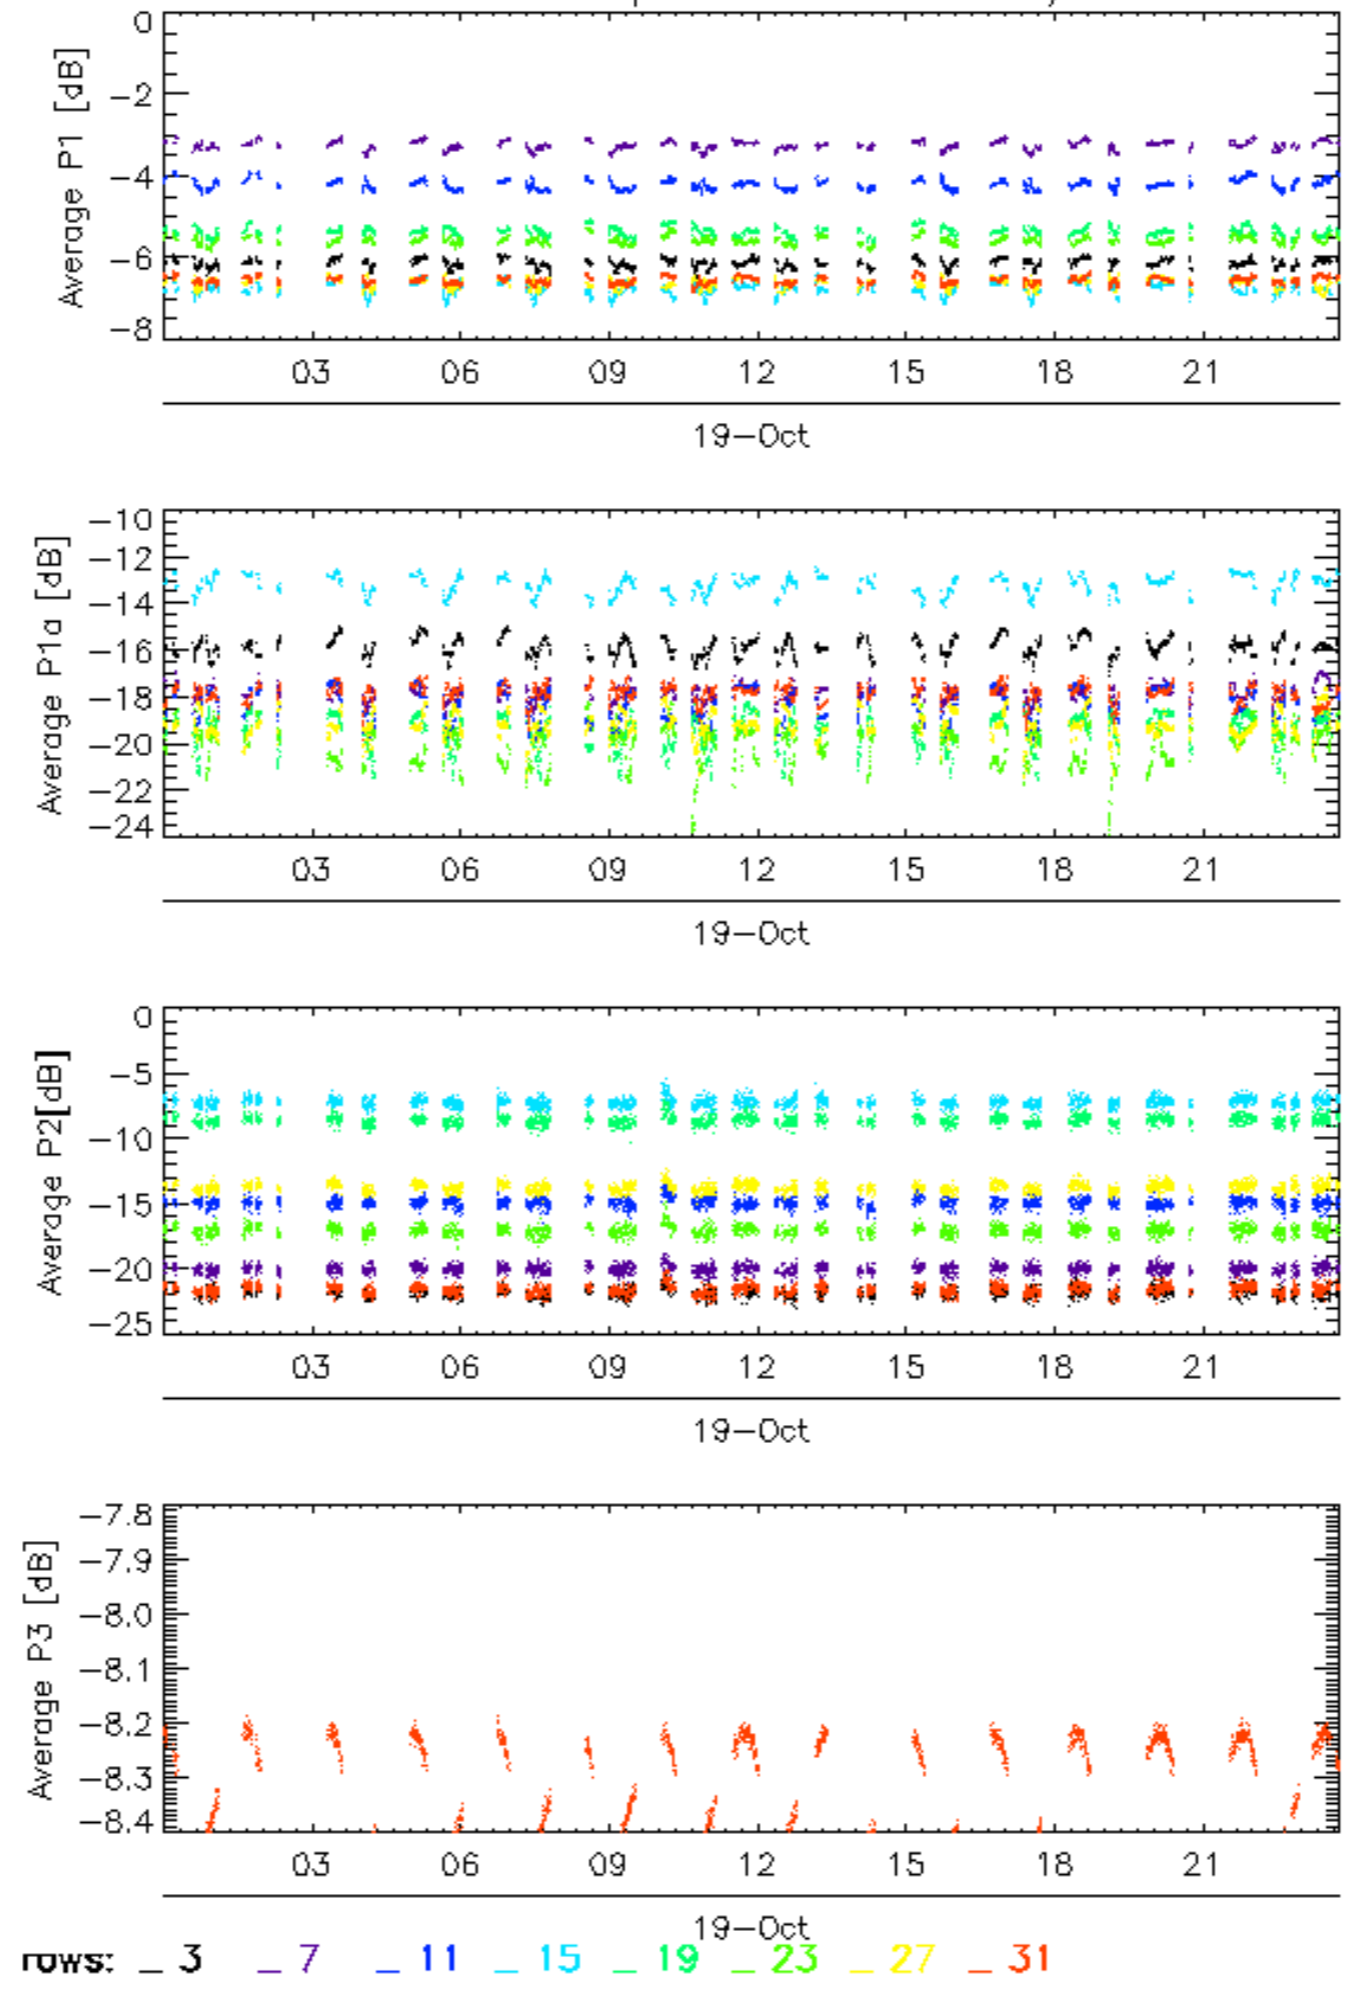 0
−2
−4
−6
−8
Average P1 [dB]
03 06 09 12 15 18 21
19−Oct
−10
−12
−14
−16
−18
−20
−22
−24
Average P1a [dB]
03 06 09 12 15 18 21
19−Oct
0
−5
−10
−15
−20
−25
Average P2[dB]
03 06 09 12 15 18 21
19−Oct
−7.8
−7.9
−8.0
−8.1
−8.2
−8.3
−8.4
Average P3 [dB]
03 06 09 12 15 18 21
19−Oct
rows: _ 3 _ 7 _ 11 _ 15 _ 19 _ 23 _ 27 _ 31